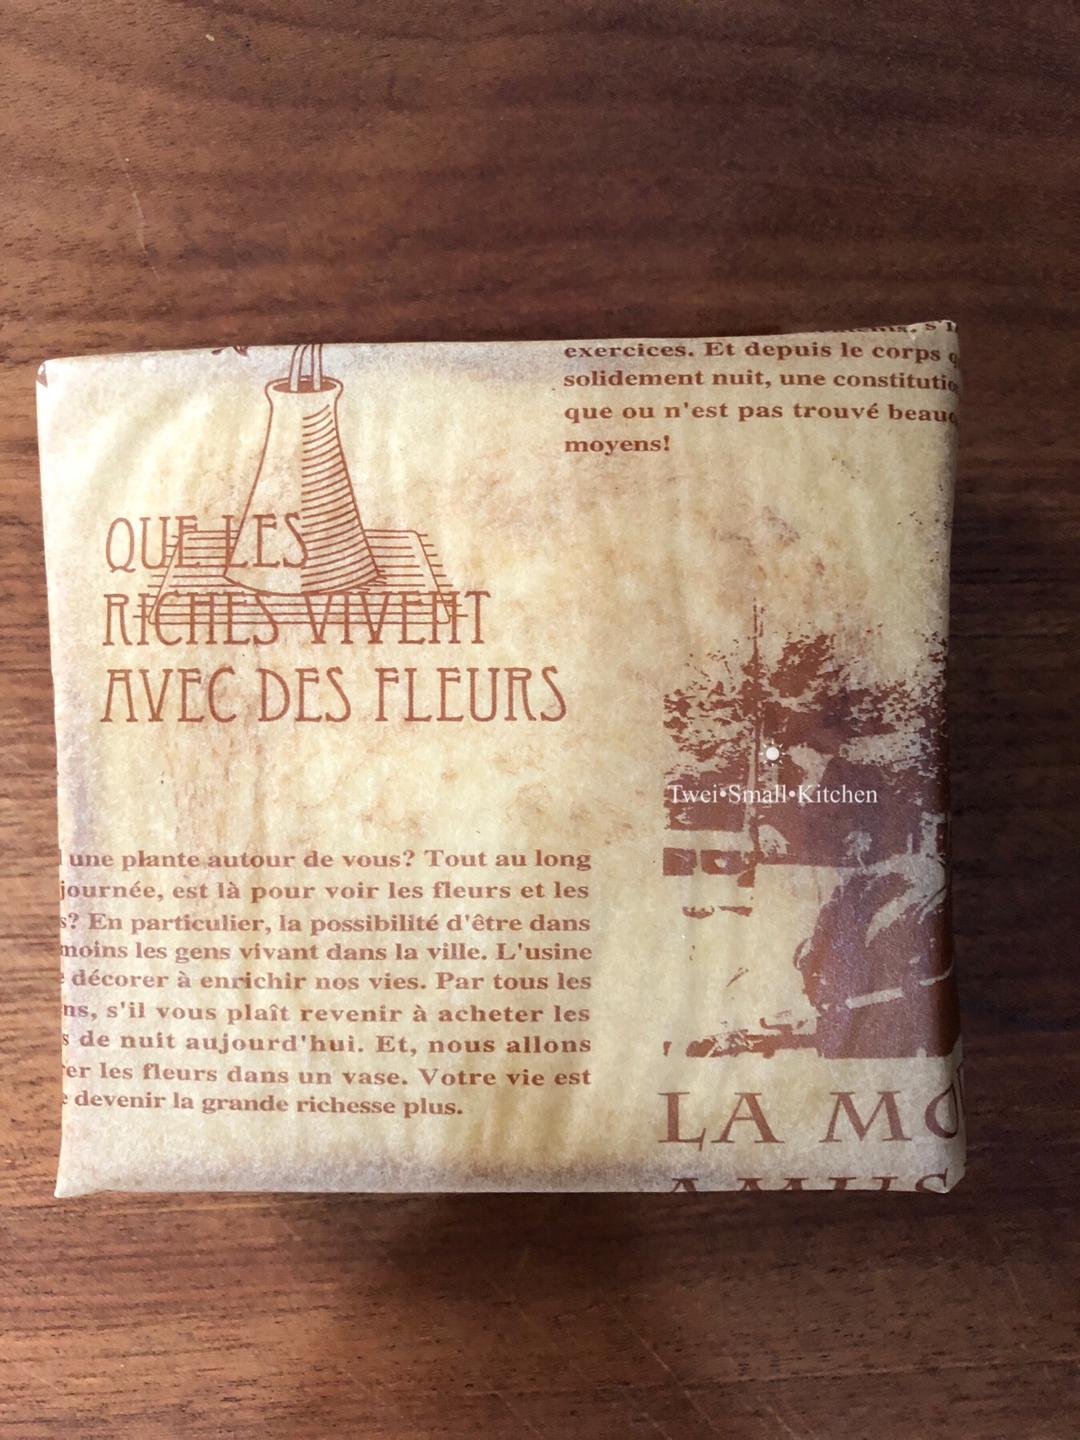 exercices. Et depuis le corps
solidement nuit, une
que ou n'est pas trouvé
moyens!
QUE LES
RICHES VIVENT
AVEC DES FLEURS
Twei•Small•Kitchen
une plante autour de vous? Tout au long
journée, est là pour voir les fleurs et les
s? En particulier, la possibilité d'être dans
moins les gens vivant dans la ville. L'usine
décorer à enrichir nos vies. Par tous les
ns, s'il vous plaît revenir à acheter les
s de nuit aujourd'hui. Et, nous allons
er les fleurs dans un vase. Votre vie est
devenir la grande richesse plus.
LA